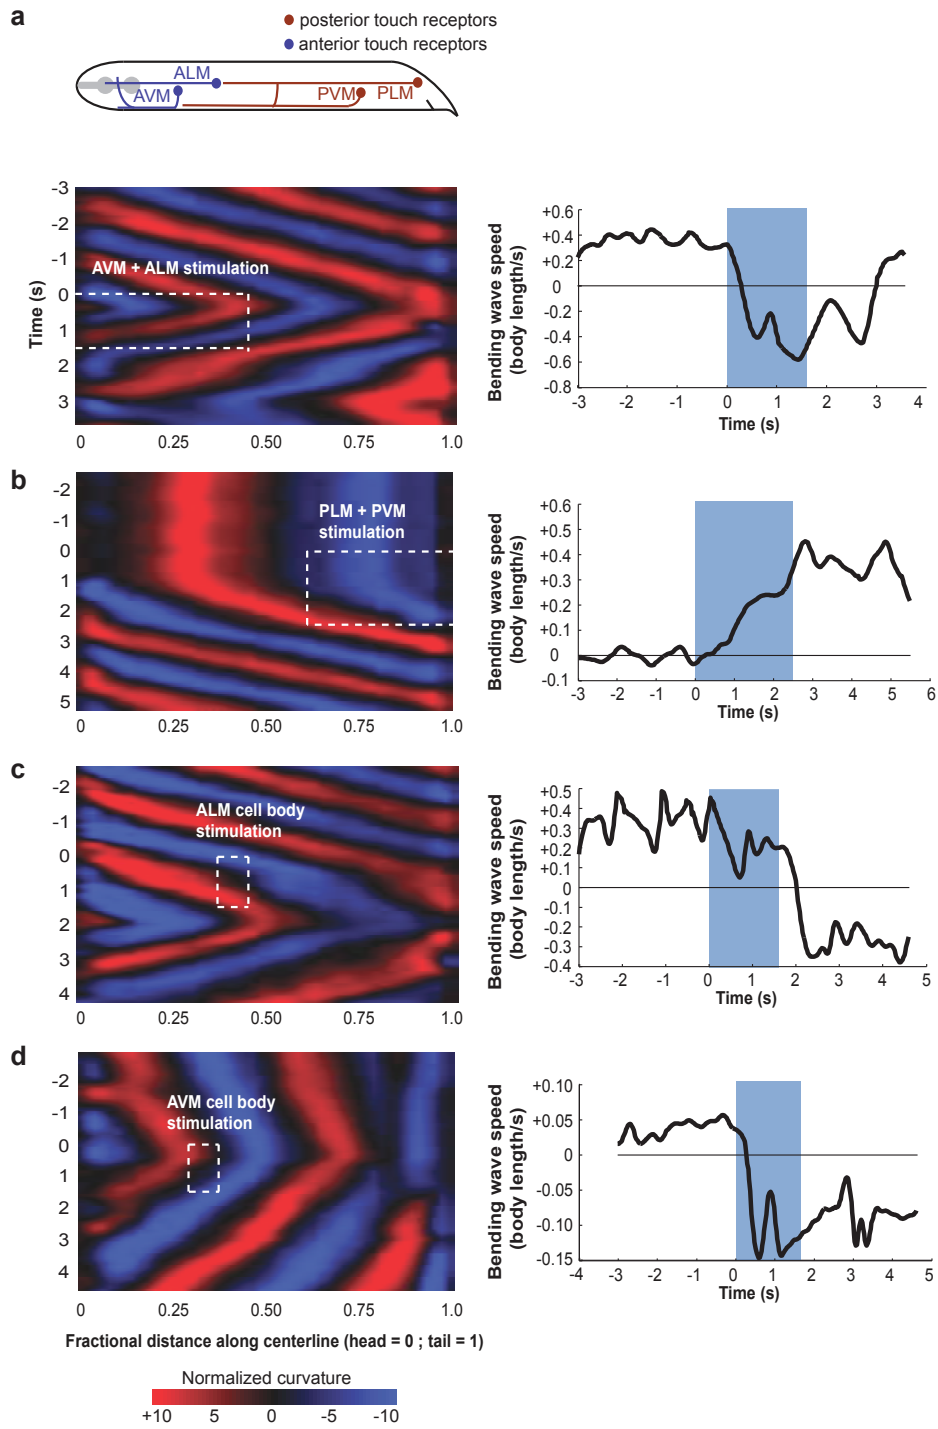 a
posterior touch receptors
anterior touch receptors
ALM
AVM
PVM
PLM
Time (s)
-3
-2
-1
0
1
2
3
AVM + ALM stimulation
0 0.25 0.50 0.75 1.0
Bending wave speed
(body length/s)
+0.6
+0.4
+0.2
0
-0.2
-0.4
-0.6
-0.8
-3 -2 -1 0 1 2 3 4
Time (s)
b
-2
-1
0
1
2
3
4
5
PLM + PVM
stimulation
0 0.25 0.50 0.75 1.0
Bending wave speed
(body length/s)
+0.6
+0.5
+0.4
+0.3
+0.2
+0.1
0
-0.1
-3 -2 -1 0 1 2 3 4 5 6
Time (s)
c
-2
-1
0
1
2
3
4
ALM cell body
stimulation
0 0.25 0.50 0.75 1.0
Bending wave speed
(body length/s)
+0.5
+0.4
+0.3
+0.2
+0.1
0
-0.1
-0.2
-0.3
-0.4
-3 -2 -1 0 1 2 3 4 5
Time (s)
d
-2
-1
0
1
2
3
4
AVM cell body
stimulation
0 0.25 0.50 0.75 1.0
Bending wave speed
(body length/s)
+0.10
+0.05
0
-0.05
-0.10
-0.15
-4 -3 -2 -1 0 1 2 3 4 5
Time (s)
Fractional distance along centerline (head = 0 ; tail = 1)
Normalized curvature
+10 5 0 -5 -10